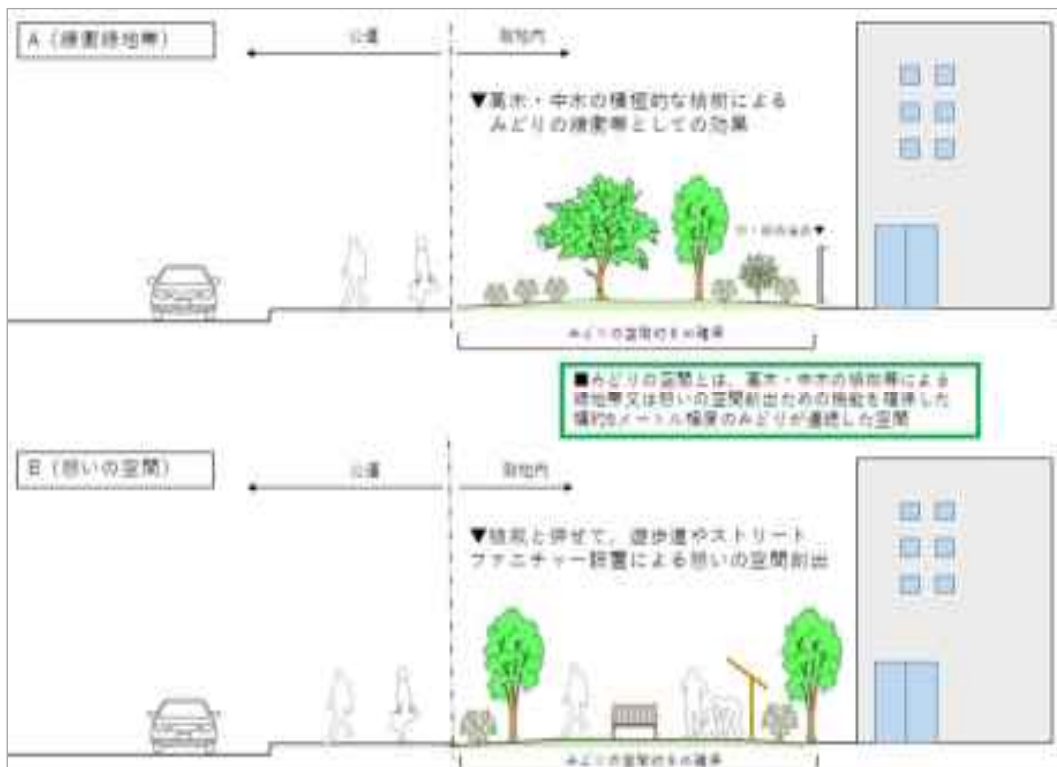 A（緩衝緑地帯）
公道
敷地内
▼高木・中木の積極的な植樹による
みどりの緩衝帯としての効果
▼
みどりの空間約
■みどりの空間とは、高木・中木の植樹等による
緑地帯又は憩いの空間創出ための機能を確保した
幅約 メートル程度のみどりが連続した空間
B（憩いの空間）
公道
敷地内
▼植栽と併せて、遊歩道やストリート
ファニチャー設置による憩いの空間創出
みどりの空間約